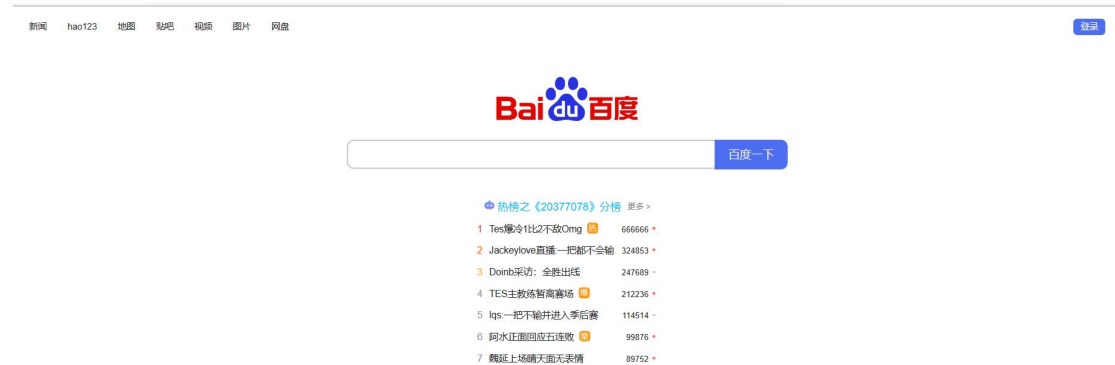 新闻 hao123 地图 贴吧 视频 图片 网盘 登录
Bai du 百度
百度一下
热榜之《20377078》分榜 更多 >
1 Tes爆冷1比2不敌Omg 热 666666 +
2 Jackeylove直播:一把都不会输 324853 +
3 Doinb采访：全胜出线 247689 -
4 TES主教练暂离赛场 212236 +
5 lqs:一把不输并进入季后赛 114514 -
6 阿水正面回应五连败 99876 +
7 魏延上场晴天面无表情 89752 +